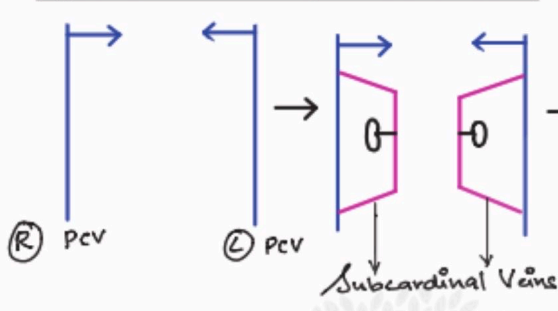 Ⓡ PCV
Ⓛ PCV
Subcardinal Veins